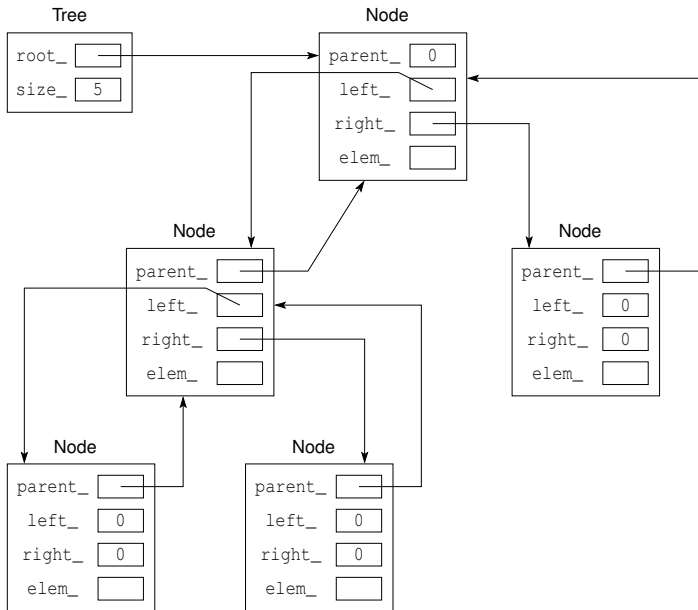 Tree
root_
size_ 5
Node
parent_ 0
left_
right_
elem_
Node
parent_
left_
right_
elem_
Node
parent_
left_ 0
right_ 0
elem_
Node
parent_
left_ 0
right_ 0
elem_
Node
parent_
left_ 0
right_ 0
elem_